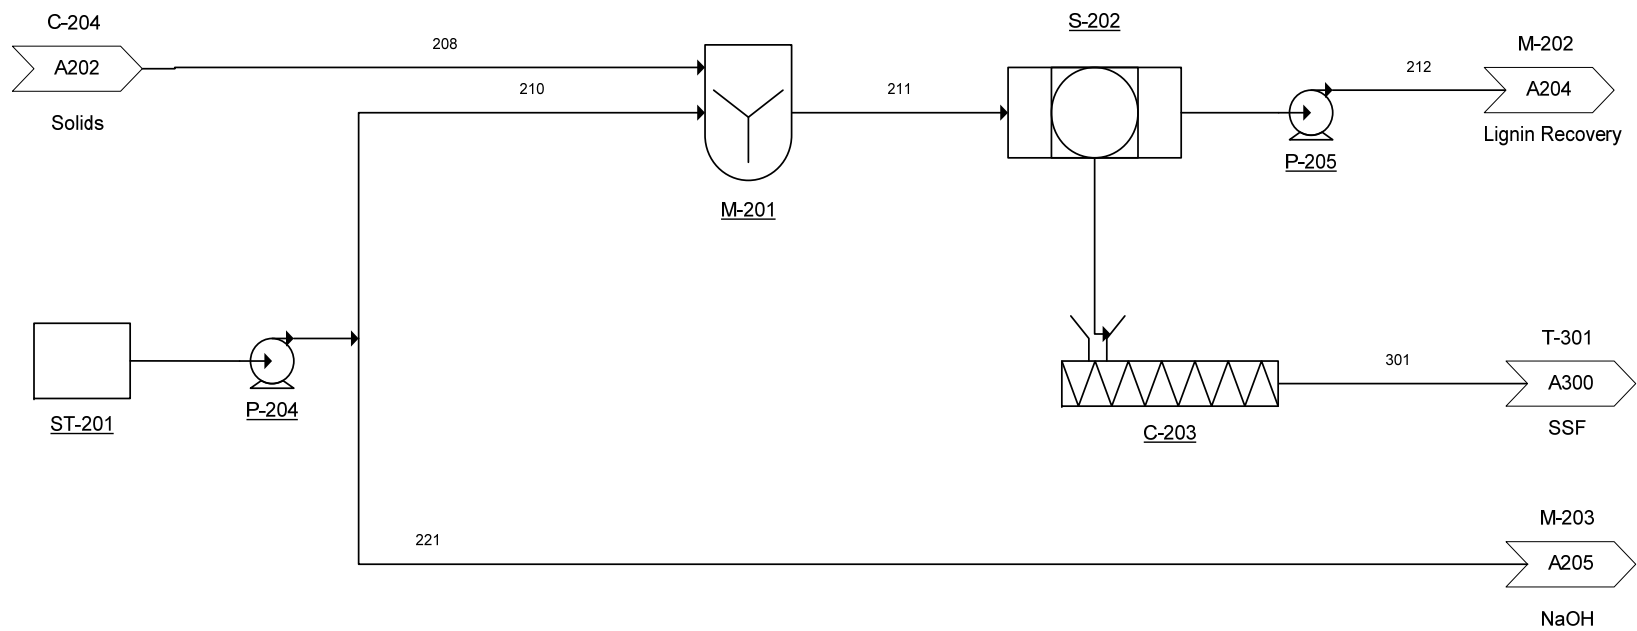 C-204
A202
Solids
208
210
M-201
211
S-202
P-205
212
M-202
A204
Lignin Recovery
ST-201
P-204
C-203
301
T-301
A300
SSF
221
M-203
A205
NaOH